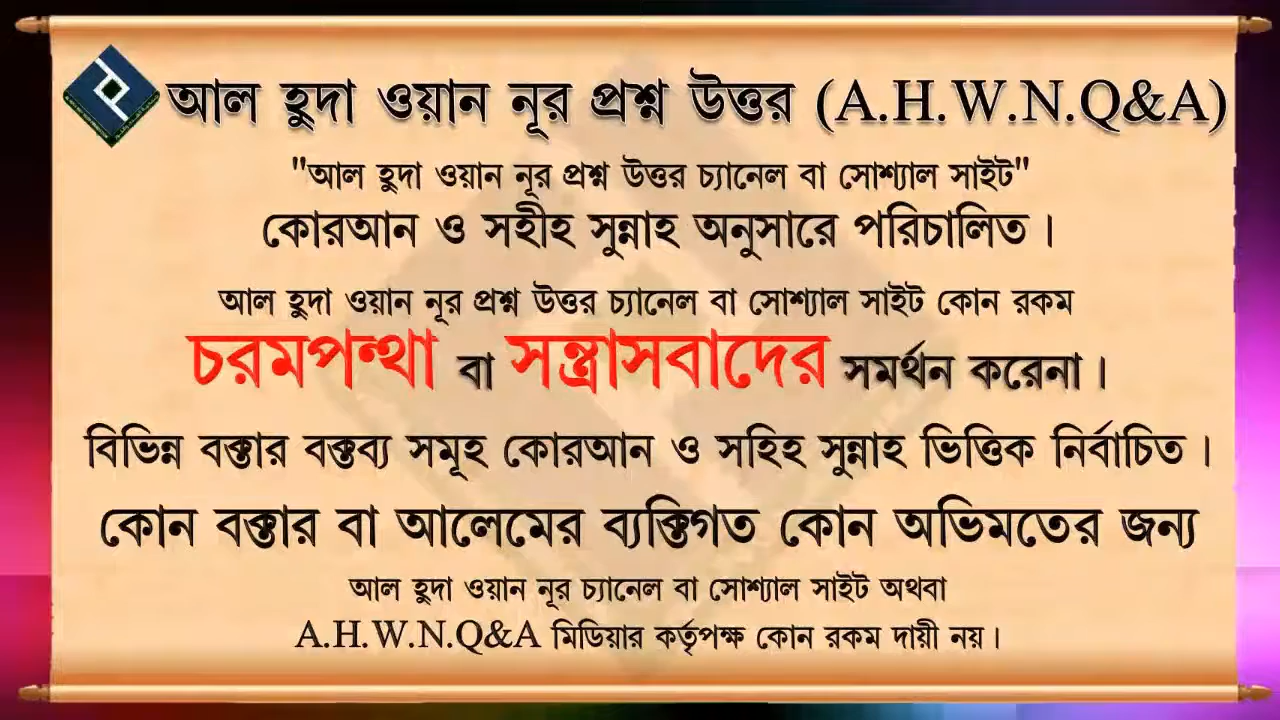 আল হুদা ওয়ান নূর প্রশ্ন উত্তর (A.H.W.N.Q&A)
"আল হুদা ওয়ান নূর প্রশ্ন উত্তর চ্যানেল বা সোশ্যাল সাইট"
কোরআন ও সহীহ সুন্নাহ অনুসারে পরিচালিত।
আল হুদা ওয়ান নূর প্রশ্ন উত্তর চ্যানেল বা সোশ্যাল সাইট কোন রকম
চরমপন্থা বা সন্ত্রাসবাদের সমর্থন করেনা।
বিভিন্ন বক্তার বক্তব্য সমূহ কোরআন ও সহিহ সুন্নাহ ভিত্তিক নির্বাচিত।
কোন বক্তার বা আলেমের ব্যক্তিগত কোন অভিমতের জন্য
আল হুদা ওয়ান নূর চ্যানেল বা সোশ্যাল সাইট অথবা
A.H.W.N.Q&A মিডিয়ার কর্তৃপক্ষ কোন রকম দায়ী নয়।